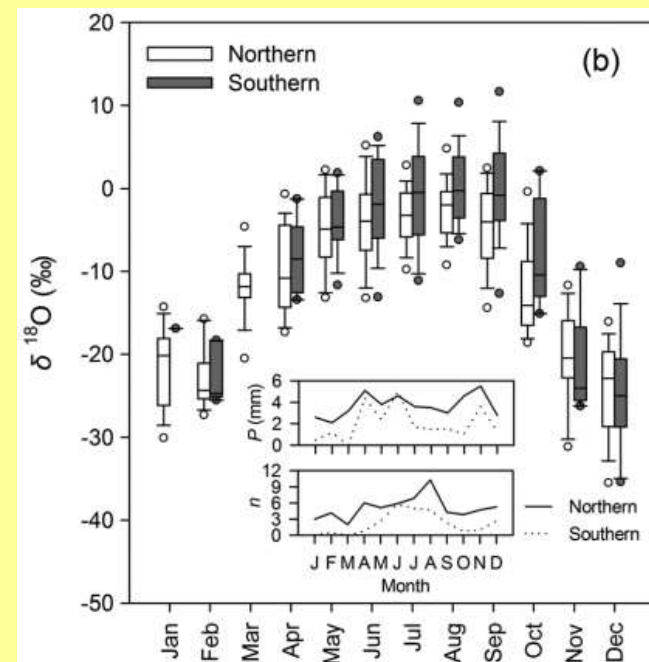 20
10
0
-10
-20
-30
-40
-50
δ 18O (‰)
Northern
Southern
(b)
P (mm)
6
4
2
0
n
12
9
6
3
0
J F M A M J J A S O N D
Month
Northern
Southern
Jan Feb Mar Apr May Jun Jul Aug Sep Oct Nov Dec